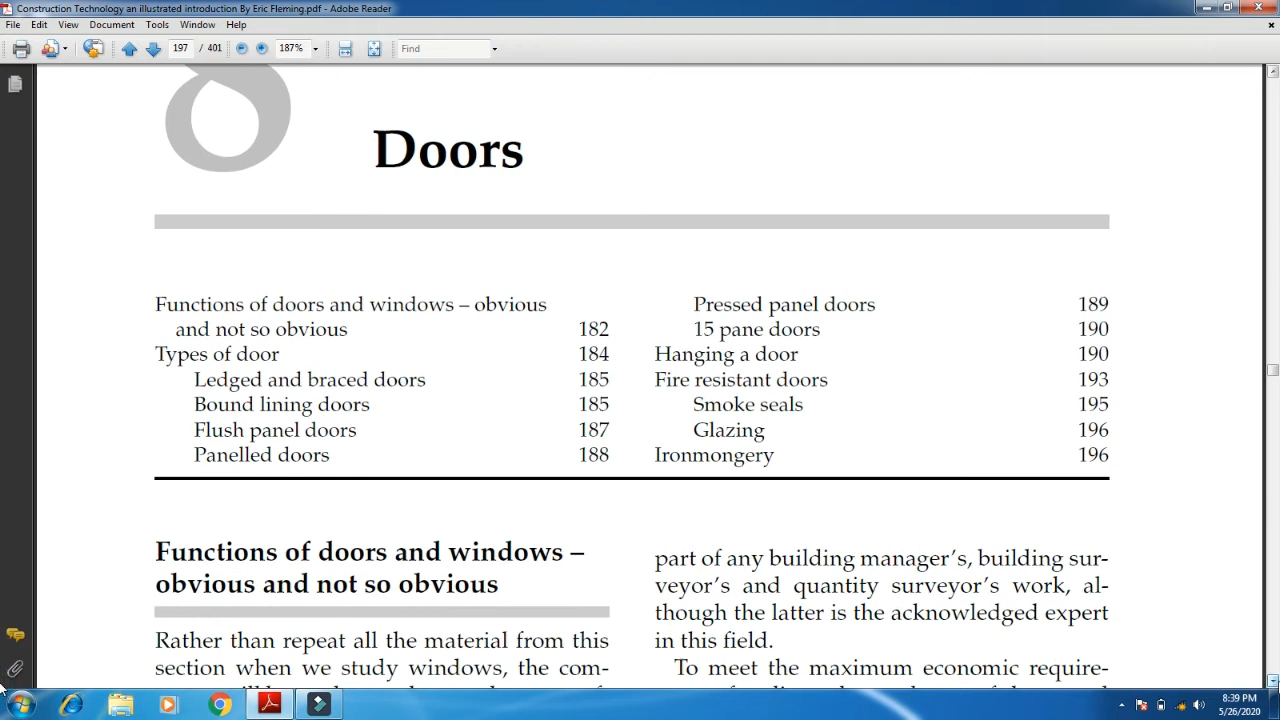 Construction Technology an illustrated introduction By Eric Fleming.pdf - Adobe Reader
File Edit View Document Tools Window Help
197 / 401 187% Find
8
Doors
Functions of doors and windows – obvious
and not so obvious 182
Types of door 184
Ledged and braced doors 185
Bound lining doors 185
Flush panel doors 187
Panelled doors 188
Pressed panel doors 189
15 pane doors 190
Hanging a door 190
Fire resistant doors 193
Smoke seals 195
Glazing 196
Ironmongery 196
Functions of doors and windows –
obvious and not so obvious
Rather than repeat all the material from this
section when we study windows, the com-
part of any building manager's, building sur-
veyor's and quantity surveyor's work, al-
though the latter is the acknowledged expert
in this field.
To meet the maximum economic require-
8:39 PM
5/26/2020